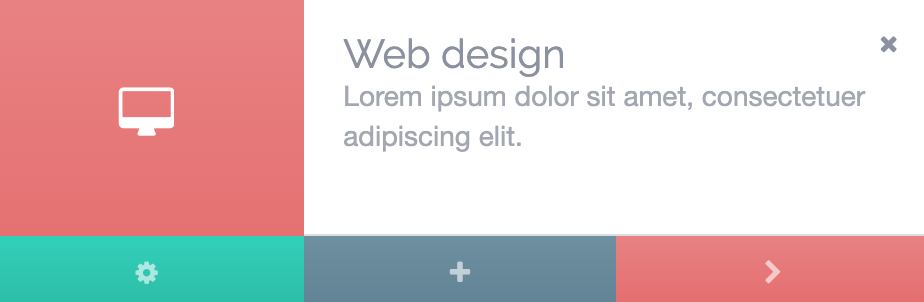 Web design
Lorem ipsum dolor sit amet, consectetuer
adipiscing elit.